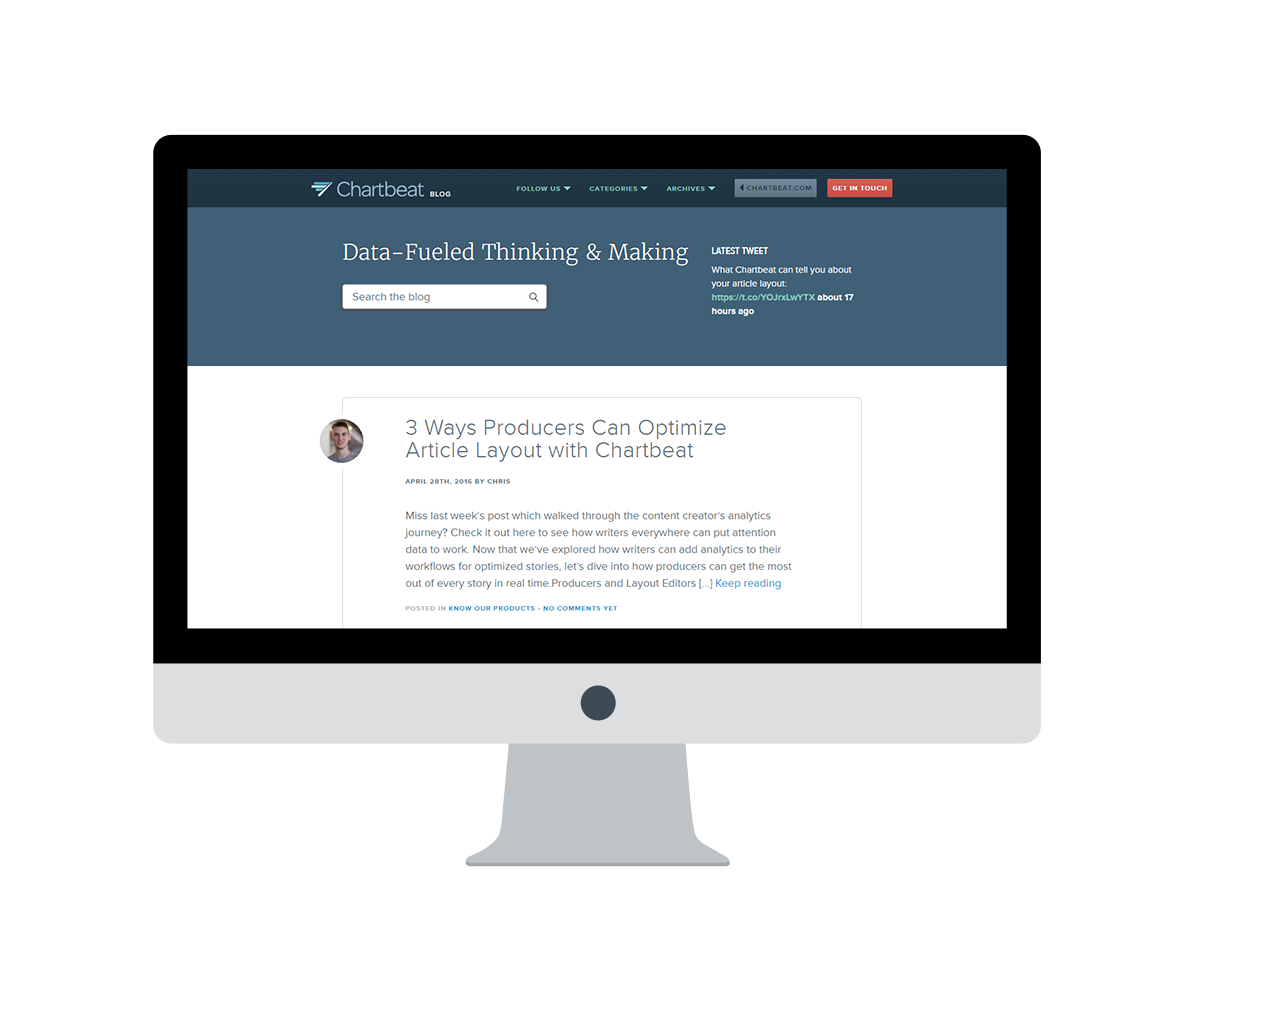 Chartbeat BLOG
FOLLOW US
CATEGORIES
ARCHIVES
CHARTBEAT.COM
GET IN TOUCH
Data-Fueled Thinking & Making
Search the blog
LATEST TWEET
What Chartbeat can tell you about
your article layout:
https://t.co/YOJrxLwYTX about 17
hours ago
3 Ways Producers Can Optimize
Article Layout with Chartbeat
APRIL 28TH, 2016 BY CHRIS
Miss last week's post which walked through the content creator's analytics
journey? Check it out here to see how writers everywhere can put attention
data to work. Now that we've explored how writers can add analytics to their
workflows for optimized stories, let's dive into how producers can get the most
out of every story in real time.Producers and Layout Editors [...] Keep reading
POSTED IN KNOW OUR PRODUCTS - NO COMMENTS YET